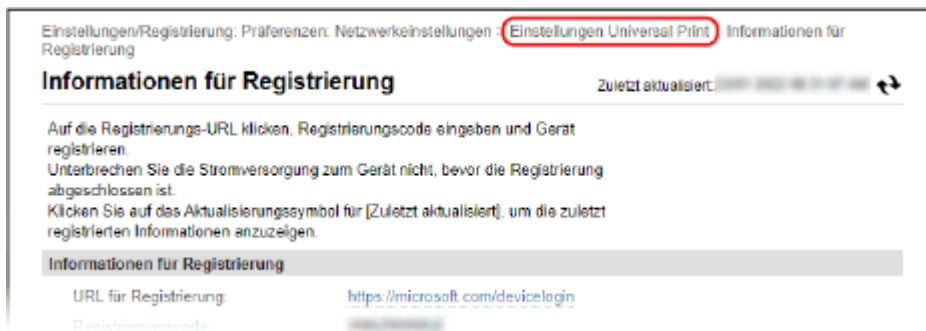 Einstellungen/Registrierung: Präferenzen: Netzwerkeinstellungen : Einstellungen Universal Print Informationen für
Registrierung
Informationen für Registrierung
Zuletzt aktualisiert:
Auf die Registrierungs-URL klicken, Registrierungscode eingeben und Gerät
registrieren.
Unterbrechen Sie die Stromversorgung zum Gerät nicht, bevor die Registrierung
abgeschlossen ist.
Klicken Sie auf das Aktualisierungssymbol für [Zuletzt aktualisiert], um die zuletzt
registrierten Informationen anzuzeigen.
Informationen für Registrierung
URL für Registrierung: https://microsoft.com/devicelogin
Registrierungscode: